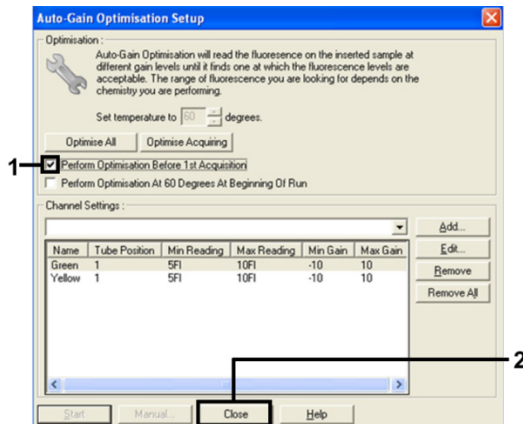 Auto-Gain Optimisation Setup
Optimisation :
Auto-Gain Optimisation will read the fluoresence on the inserted sample at
different gain levels until it finds one at which the fluorescence levels are
acceptable. The range of fluorescence you are looking for depends on the
chemistry you are performing.
Set temperature to 60 degrees.
Optimise All Optimise Acquiring
1 Perform Optimisation Before 1st Acquisition
Perform Optimisation At 60 Degrees At Beginning Of Run
Channel Settings :
Add...
Name Tube Position Min Reading Max Reading Min Gain Max Gain Edit...
Green 1 5Fl 10Fl -10 10
Yellow 1 5Fl 10Fl -10 10
Remove
Remove All
2
Start Manual... Close Help